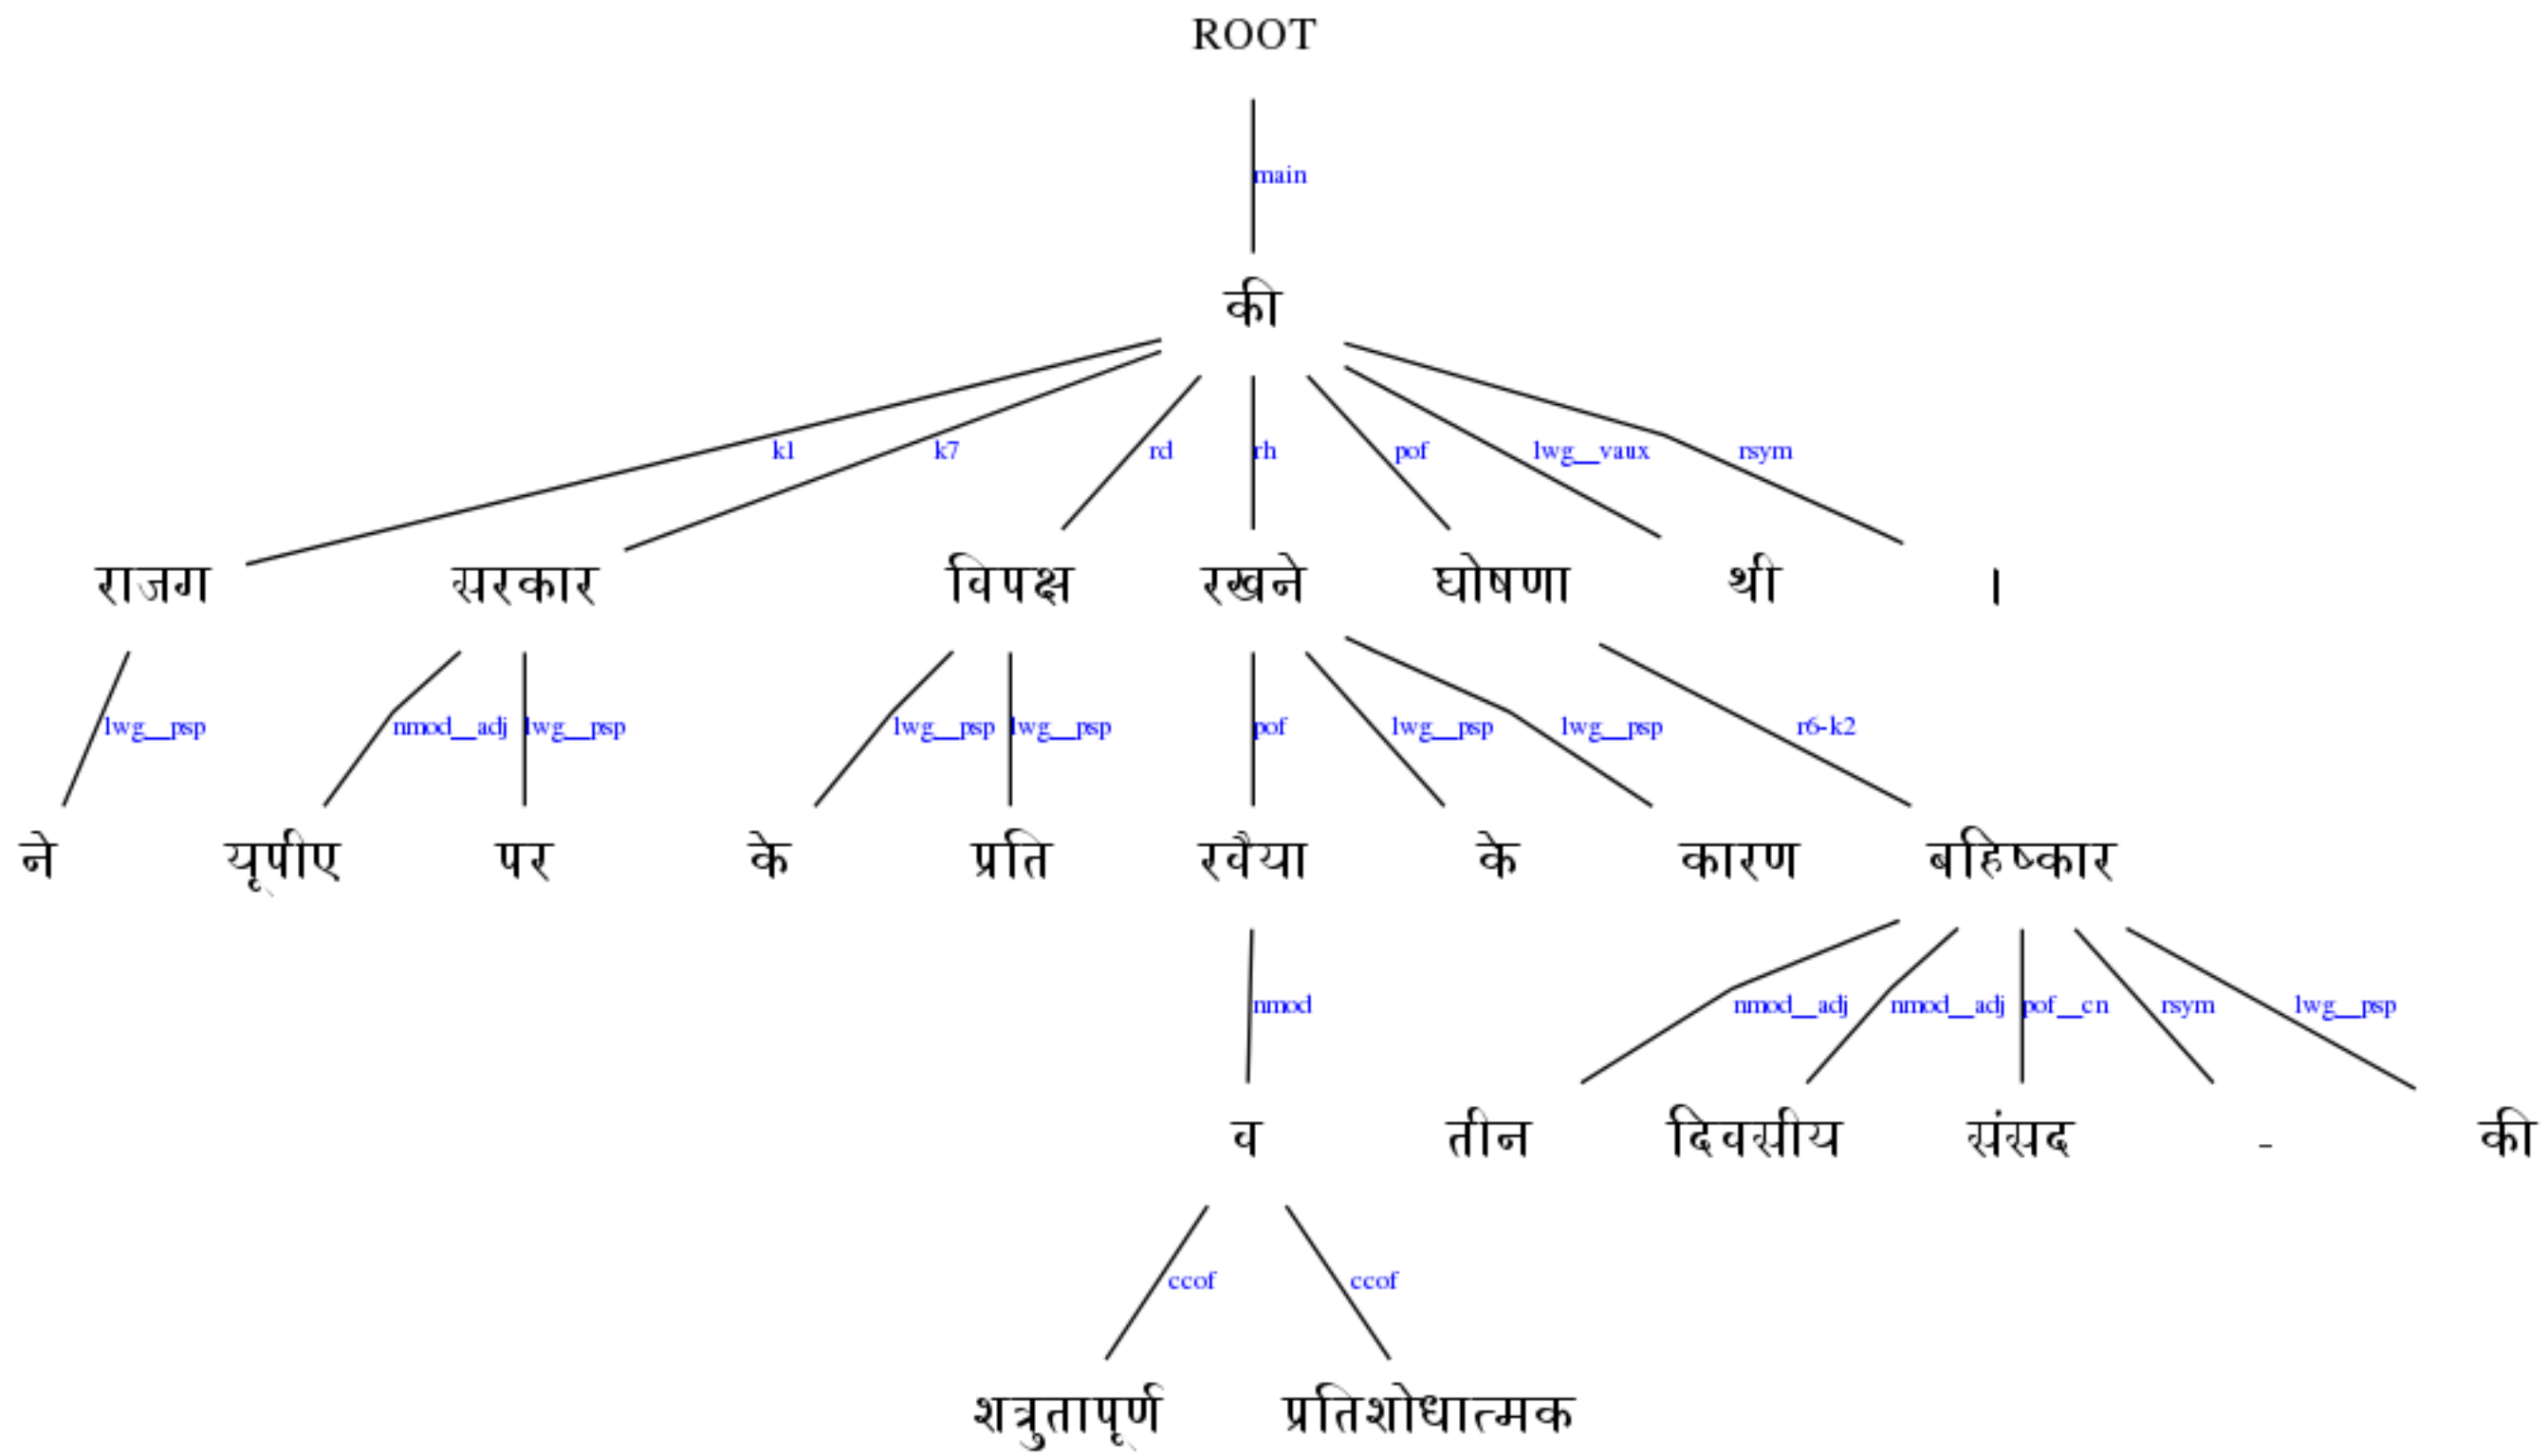 ROOT
main
की
k1 k7 rd rh pof lwg__vaux rsym
राजग सरकार विपक्ष रखने घोषणा थी ।
lwg__psp nmod__adj lwg__psp lwg__psp lwg__psp pof lwg__psp lwg__psp r6-k2
ने यूपीए पर के प्रति रवैया के कारण बहिष्कार
nmod nmod__adj nmod__adj pof__cn rsym lwg__psp
व तीन दिवसीय संसद - की
ccof ccof
शत्रुतापूर्ण प्रतिशोधात्मक